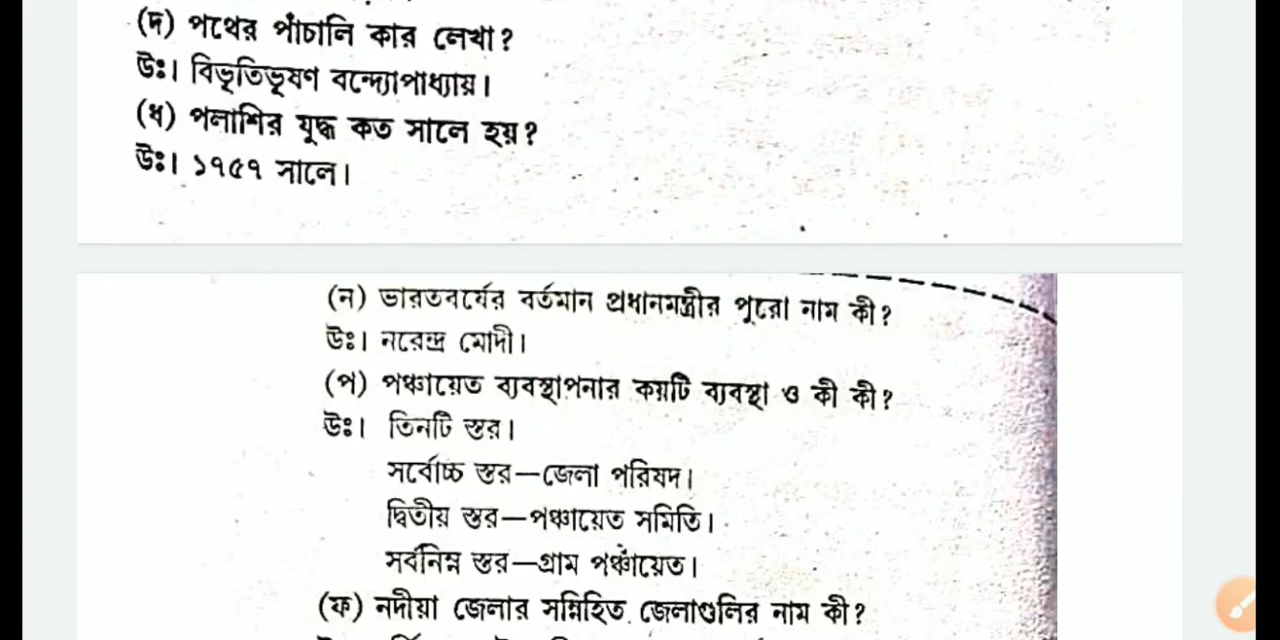 (দ) পথের পাঁচালি কার লেখা?
উঃ। বিভূতিভূষণ বন্দ্যোপাধ্যায়।
(ধ) পলাশির যুদ্ধ কত সালে হয়?
উঃ। ১৭৫৭ সালে।
(ন) ভারতবর্ষের বর্তমান প্রধানমন্ত্রীর পুরো নাম কী?
উঃ। নরেন্দ্র মোদী।
(প) পঞ্চায়েত ব্যবস্থাপনার কয়টি ব্যবস্থা ও কী কী?
উঃ। তিনটি স্তর।
সর্বোচ্চ স্তর—জেলা পরিষদ।
দ্বিতীয় স্তর—পঞ্চায়েত সমিতি।
সর্বনিম্ন স্তর—গ্রাম পঞ্চায়েত।
(ফ) নদীয়া জেলার সন্নিহিত জেলাগুলির নাম কী?